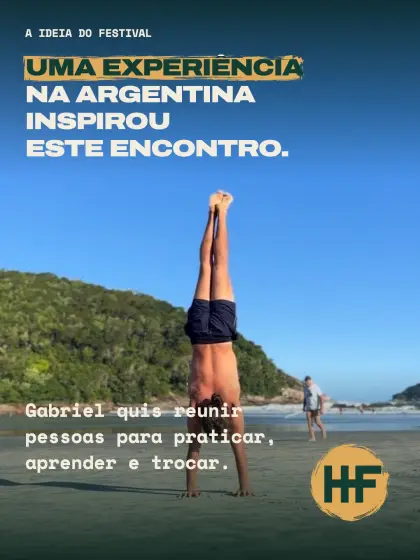 A IDEIA DO FESTIVAL
UMA EXPERIÊNCIA
NA ARGENTINA
INSPIROU
ESTE ENCONTRO.
Gabriel quis reunir
pessoas para praticar,
aprender e trocar.
HF